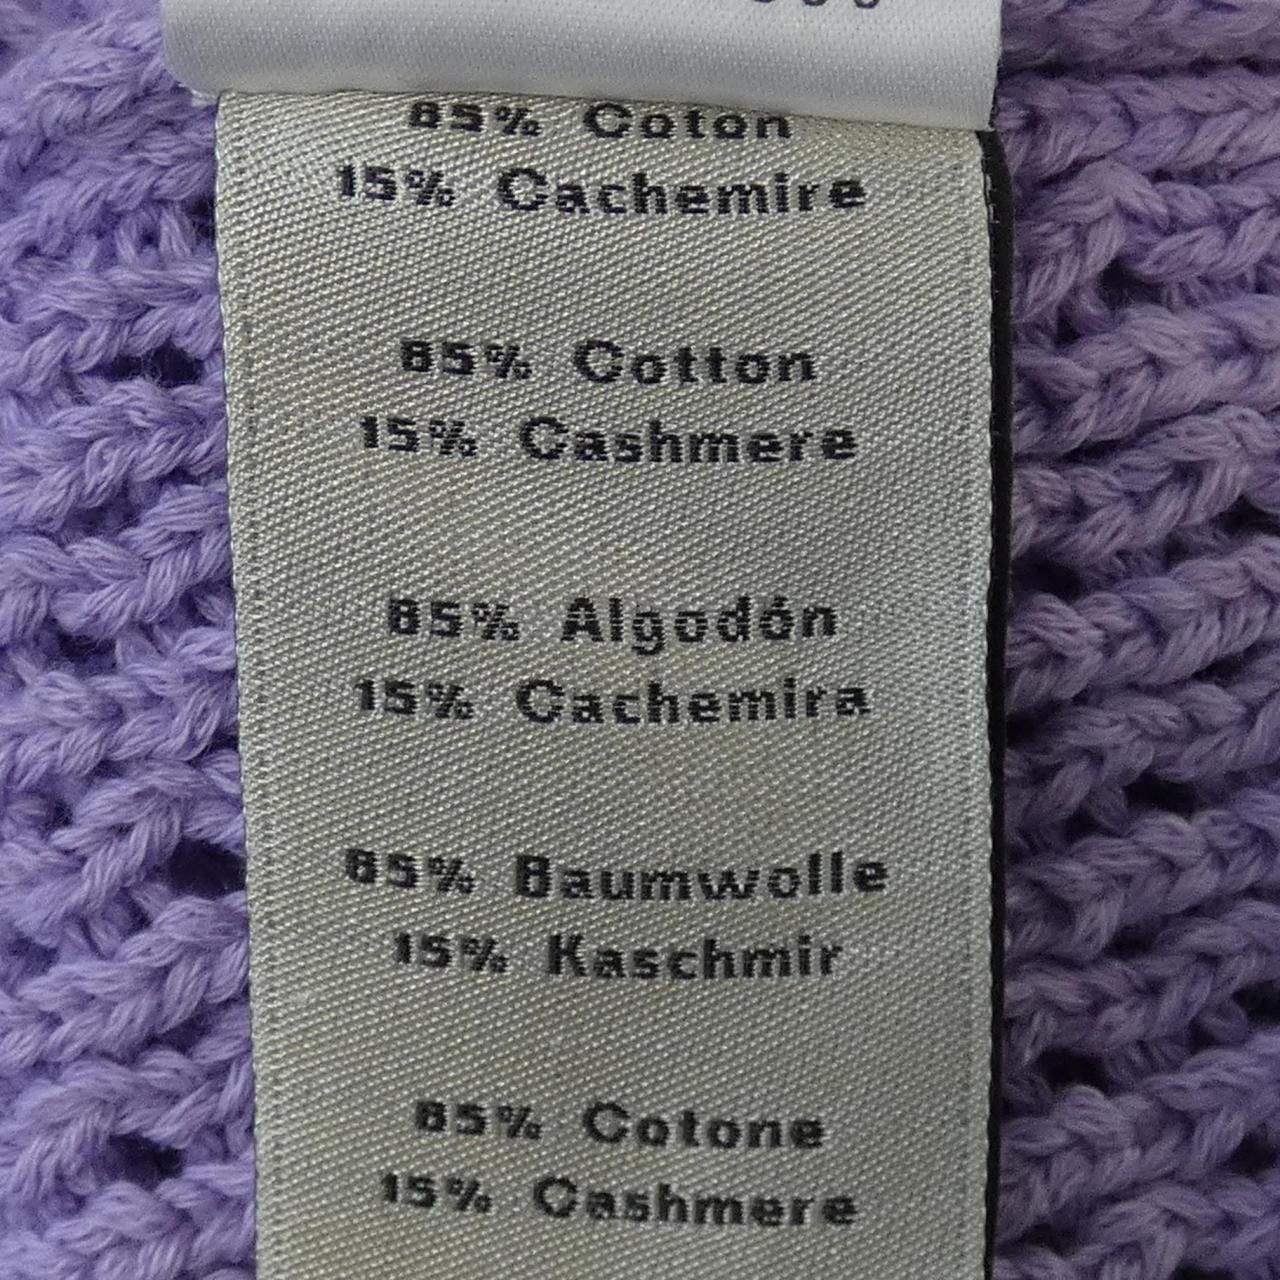 85% Coton
15% Cachemire
85% Cotton
15% Cashmere
85% Algodón
15% Cachemira
85% Baumwolle
15% Kaschmir
85% Cotone
15% Cashmere